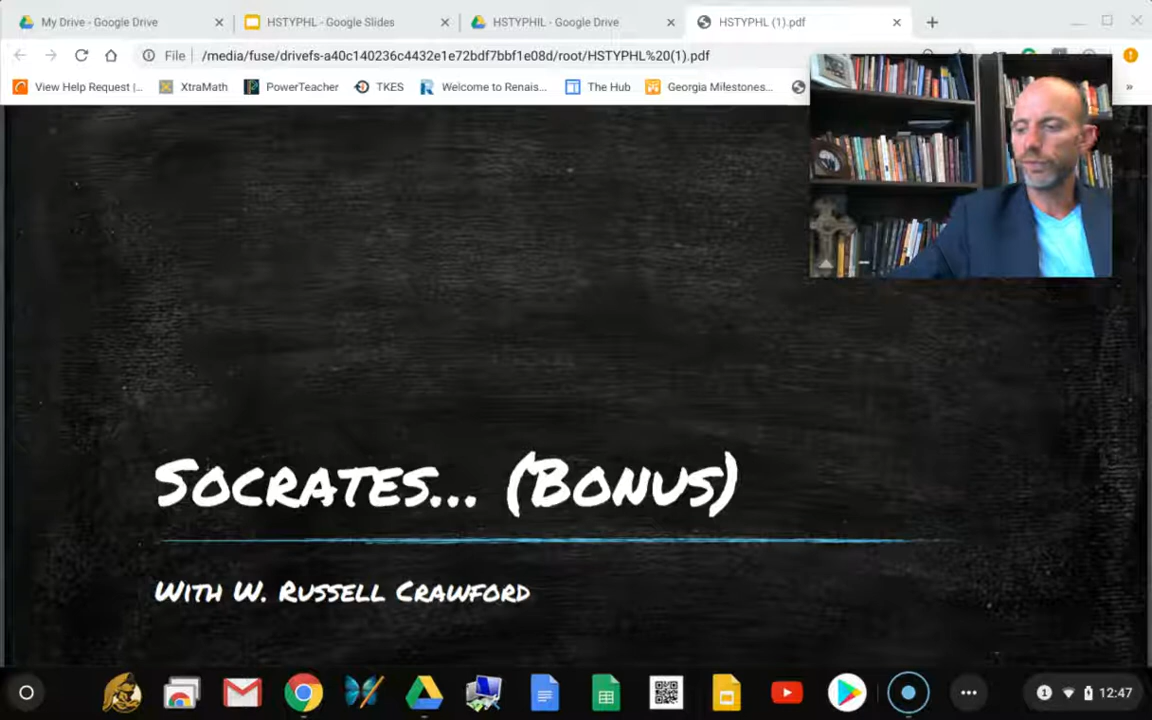 My Drive - Google Drive
HSTYPHL - Google Slides
HSTYPHIL - Google Drive
HSTYPHL (1).pdf
File /media/fuse/drivefs-a40c140236c4432e1e72bdf7bbf1e08d/root/HSTYPHL%20(1).pdf
View Help Request |..
XtraMath
PowerTeacher
TKES
Welcome to Renais...
The Hub
Georgia Milestones...
»
Socrates... (Bonus)
With W. Russell Crawford
1 12:47